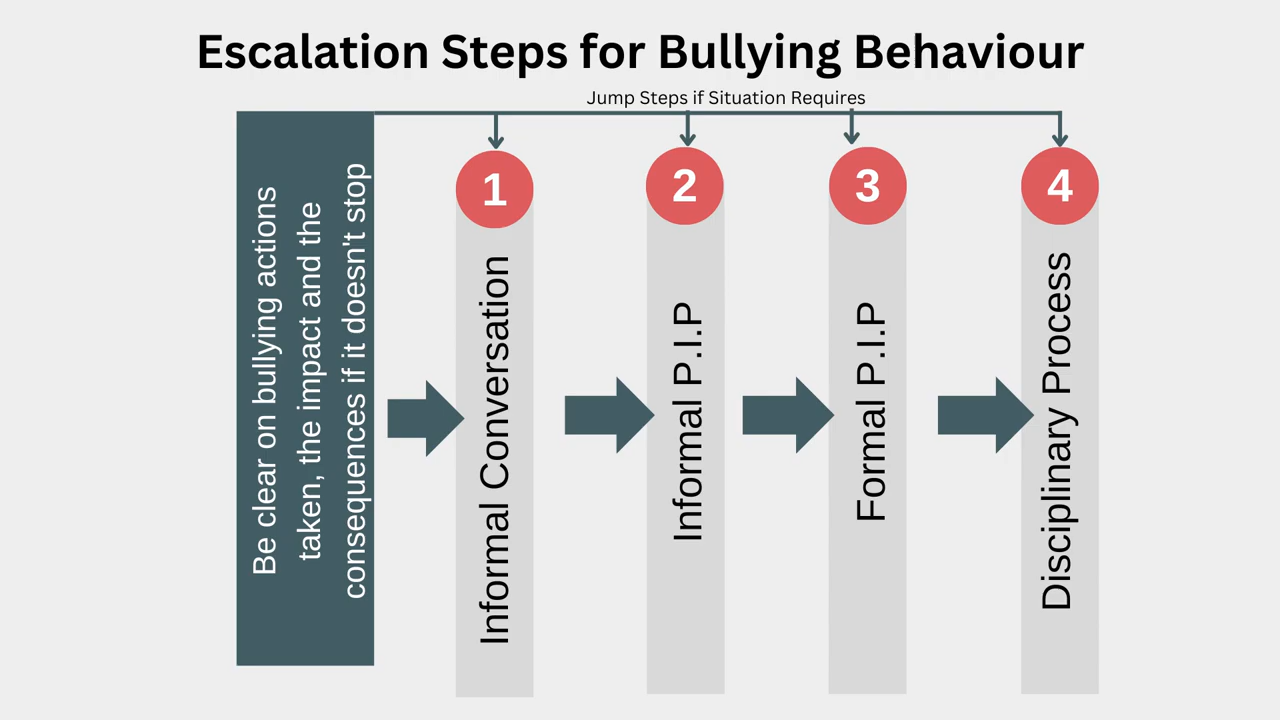 Escalation Steps for Bullying Behaviour
Jump Steps if Situation Requires
Be clear on bullying actions
taken, the impact and the
consequences if it doesn't stop
1
Informal Conversation
2
Informal P.I.P
3
Formal P.I.P
4
Disciplinary Process